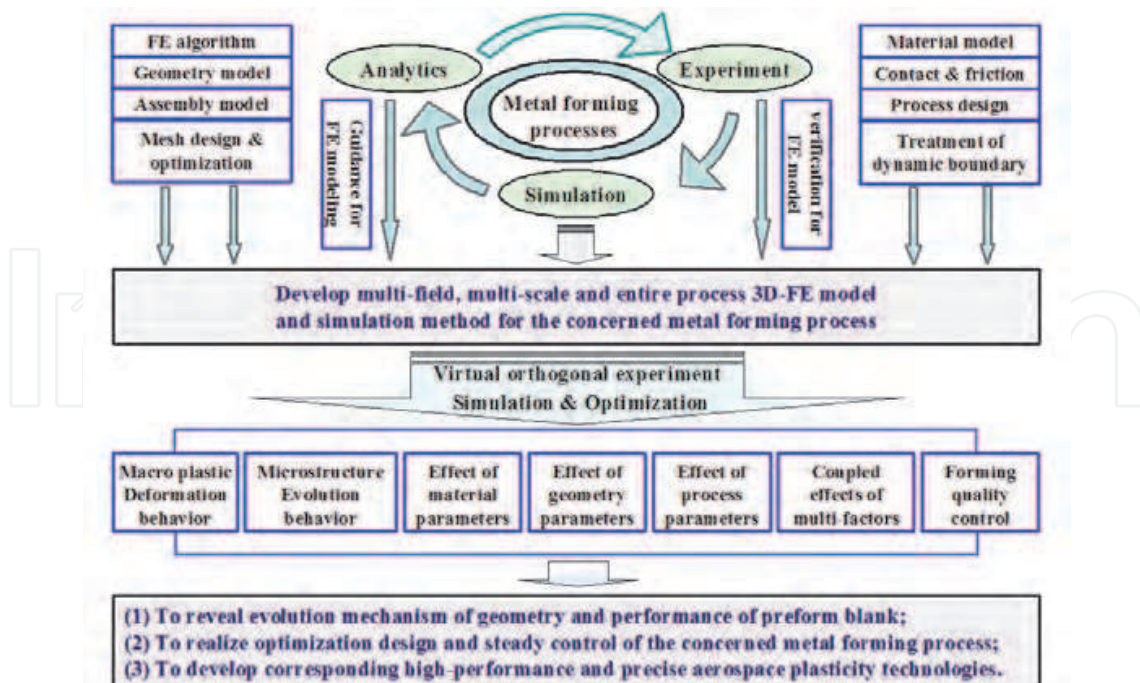 FE algorithm
Geometry model
Assembly model
Mesh design &
optimization
Analytics
Experiment
Metal forming
processes
Simulation
Guidance for
FE modeling
verification for
FE model
Material model
Contact & friction
Process design
Treatment of
dynamic boundary
Develop multi-field, multi-scale and entire process 3D-FE model
and simulation method for the concerned metal forming process
Virtual orthogonal experiment
Simulation & Optimization
Macro plastic
Deformation
behavior
Microstructure
Evolution
behavior
Effect of
material
parameters
Effect of
geometry
parameters
Effect of
process
parameters
Coupled
effects of
multi-factors
Forming
quality
control
(1) To reveal evolution mechanism of geometry and performance of preform blank;
(2) To realize optimization design and steady control of the concerned metal forming process;
(3) To develop corresponding high-performance and precise aerospace plasticity technologies.